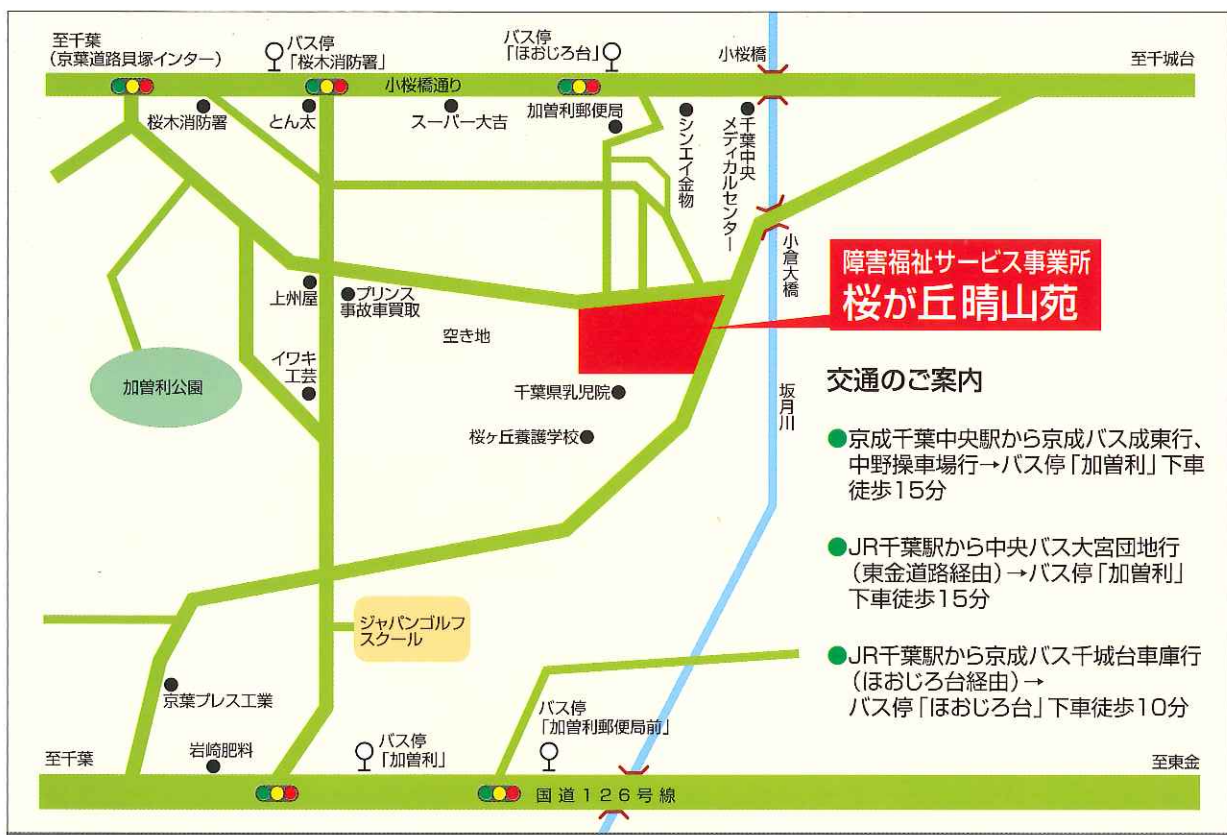 至千葉
(京葉道路貝塚インター)
バス停
「桜木消防署」
バス停
「ほおじろ台」
小桜橋
至千城台
小桜橋通り
桜木消防署
とん太
スーパー大吉
加曽利郵便局
シンエイ金物
千葉中央
メディカルセンター
小倉大橋
障害福祉サービス事業所
桜が丘晴山苑
上州屋
プリンス
事故車買取
空き地
イワキ
工芸
加曽利公園
千葉県乳児院
桜ヶ丘養護学校
坂月川
交通のご案内
●京成千葉中央駅から京成バス成東行、
中野操車場行→バス停「加曽利」下車
徒歩15分
●JR千葉駅から中央バス大宮団地行
(東金道路経由)→バス停「加曽利」
下車徒歩15分
●JR千葉駅から京成バス千城台車庫行
(ほおじろ台経由)→
バス停「ほおじろ台」下車徒歩10分
ジャパンゴルフ
スクール
京葉プレス工業
岩崎肥料
バス停
「加曽利」
バス停
「加曽利郵便局前」
至千葉
至東金
国道126号線